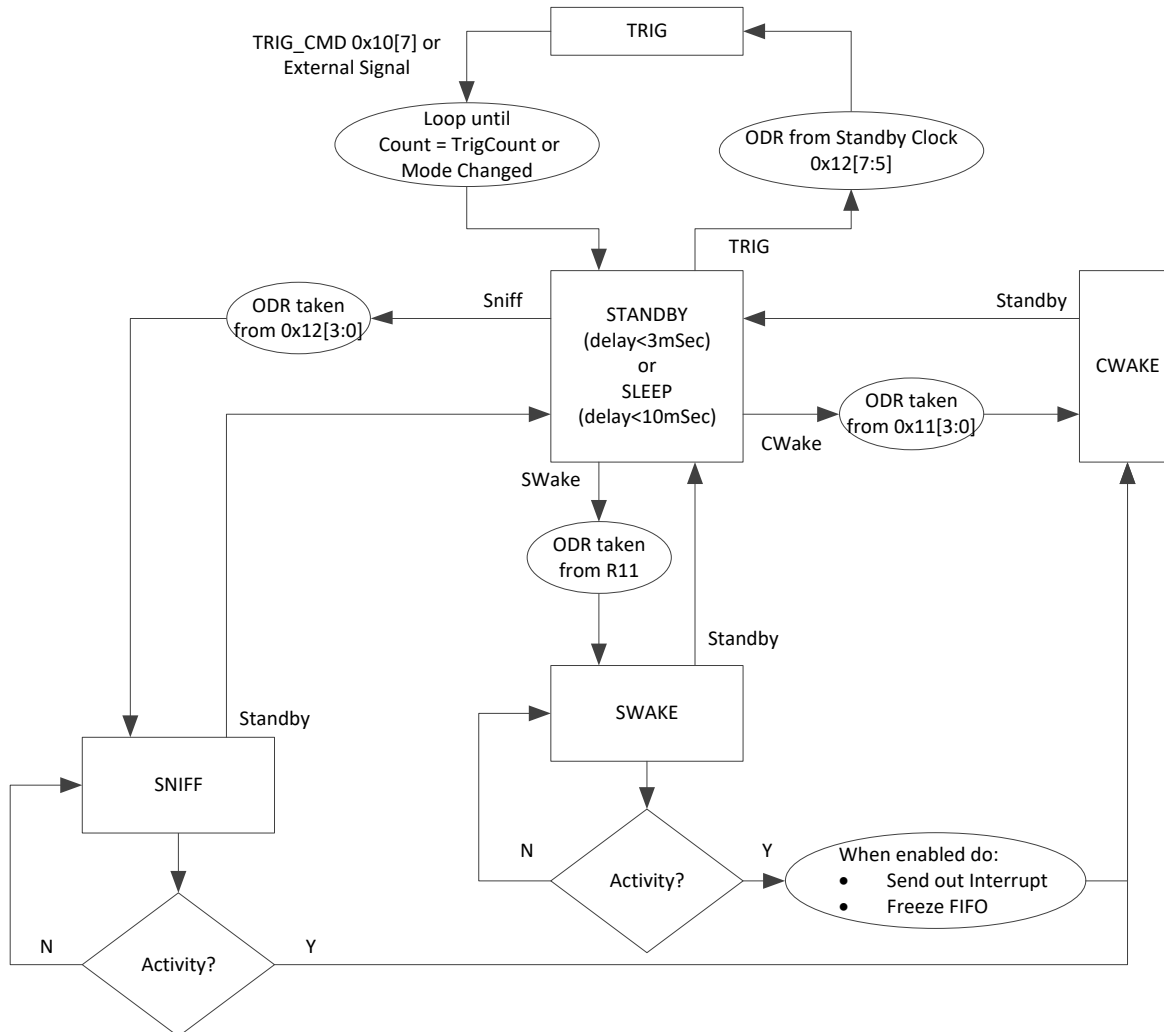 TRIG
TRIG_CMD 0x10[7] or
External Signal
Loop until
Count = TrigCount or
Mode Changed
ODR from Standby Clock
0x12[7:5]
TRIG
Sniff
ODR taken
from 0x12[3:0]
STANDBY
(delay<3mSec)
or
SLEEP
(delay<10mSec)
Standby
CWAKE
ODR taken
from 0x11[3:0]
CWake
SWake
ODR taken
from R11
Standby
SWAKE
Standby
SNIFF
N
Activity?
Y
When enabled do:
• Send out Interrupt
• Freeze FIFO
N
Activity?
Y